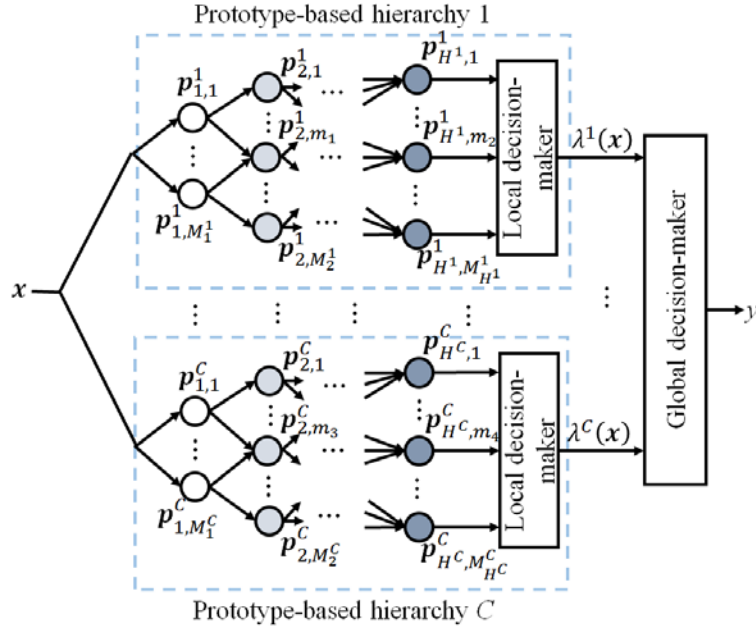 Prototype-based hierarchy 1
p^1_{1,1}
p^1_{2,1}
p^1_{H^1,1}
p^1_{2,m_1}
p^1_{H^1,m_2}
p^1_{1,M^1_1}
p^1_{2,M^1_2}
p^1_{H^1,M^1_{H^1}}
Local decision-
maker
λ^1(x)
x
Global decision-maker
y
p^C_{1,1}
p^C_{2,1}
p^C_{H^C,1}
p^C_{2,m_3}
p^C_{H^C,m_4}
p^C_{1,M^C_1}
p^C_{2,M^C_2}
p^C_{H^C,M^C_{H^C}}
Local decision-
maker
λ^C(x)
Prototype-based hierarchy C